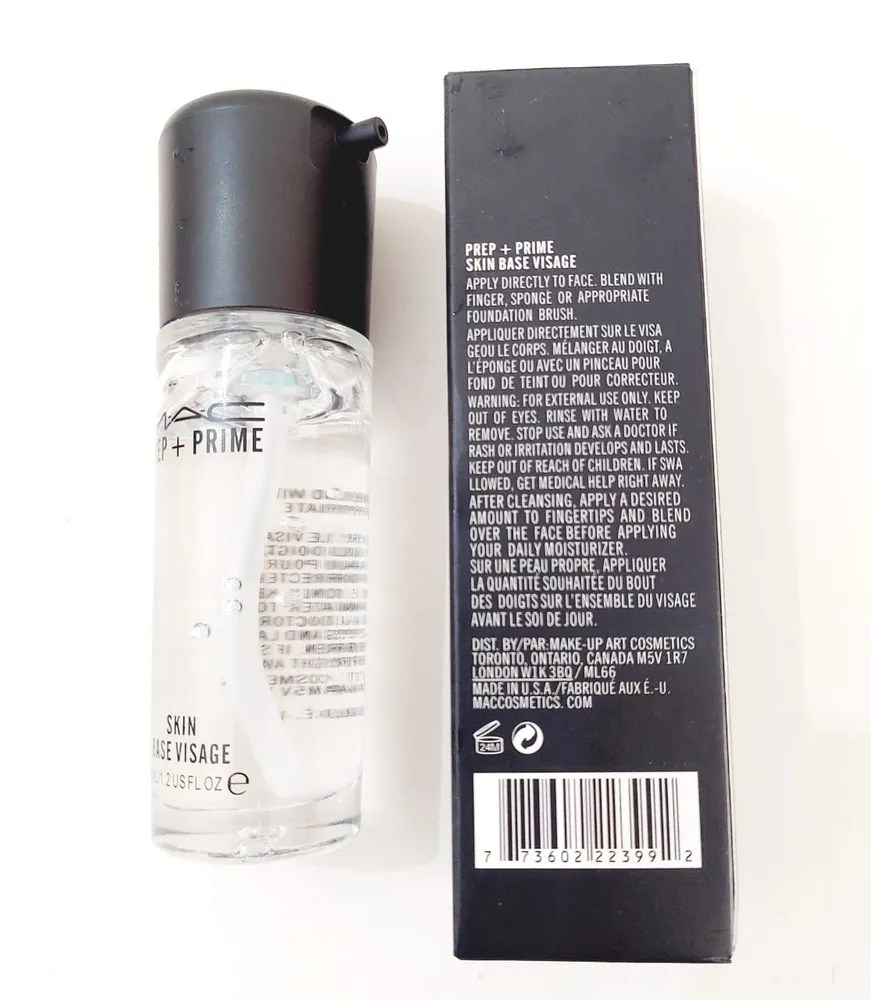 MAC
EP + PRIME
SKIN
BASE VISAGE
1.2 US FL OZ e
PREP + PRIME
SKIN BASE VISAGE
APPLY DIRECTLY TO FACE. BLEND WITH
FINGER, SPONGE OR APPROPRIATE
FOUNDATION BRUSH.
APPLIQUER DIRECTEMENT SUR LE VISA
GEOU LE CORPS. MÉLANGER AU DOIGT, A
L'ÉPONGE OU AVEC UN PINCEAU POUR
FOND DE TEINT OU POUR CORRECTEUR.
WARNING: FOR EXTERNAL USE ONLY. KEEP
OUT OF EYES. RINSE WITH WATER TO
REMOVE. STOP USE AND ASK A DOCTOR IF
RASH OR IRRITATION DEVELOPS AND LASTS.
KEEP OUT OF REACH OF CHILDREN. IF SWA
LLOWED, GET MEDICAL HELP RIGHT AWAY.
AFTER CLEANSING, APPLY A DESIRED
AMOUNT TO FINGERTIPS AND BLEND
OVER THE FACE BEFORE APPLYING
YOUR DAILY MOISTURIZER.
SUR UNE PEAU PROPRE, APPLIQUER
LA QUANTITÉ SOUHAITÉE DU BOUT
DES DOIGTS SUR L'ENSEMBLE DU VISAGE
AVANT LE SOI DE JOUR.
DIST. BY/PAR: MAKE-UP ART COSMETICS
TORONTO, ONTARIO, CANADA M5V 1R7
LONDON W1K 3BQ / ML66
MADE IN U.S.A./FABRIQUÉ AUX É.-U.
MACCOSMETICS. COM
24M
7 73602 22399 2